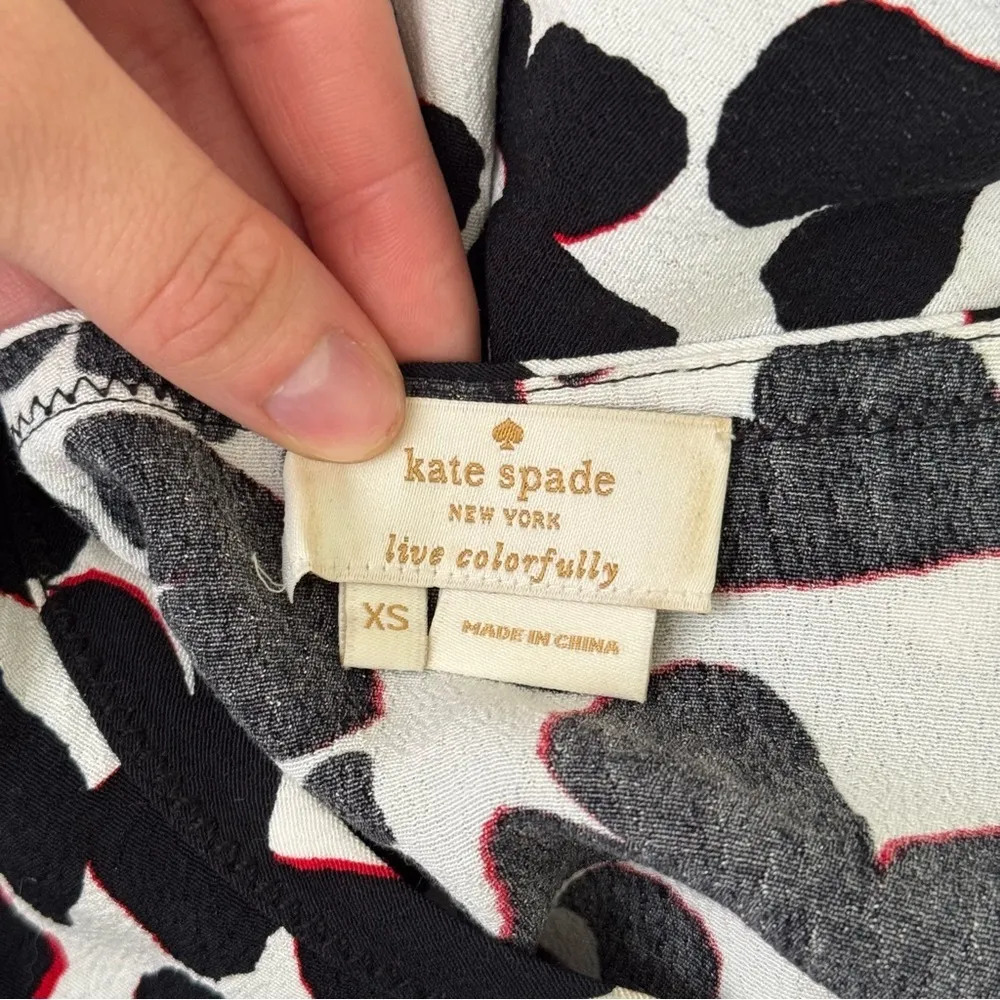 kate spade
NEW YORK
live colorfully
XS
MADE IN CHINA